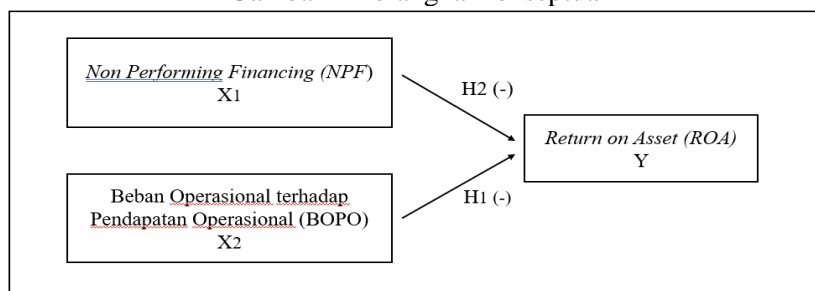 Non Performing Financing (NPF)
X1
H2 (-)
Return on Asset (ROA)
Y
Beban Operasional terhadap
Pendapatan Operasional (BOPO)
X2
H1 (-)